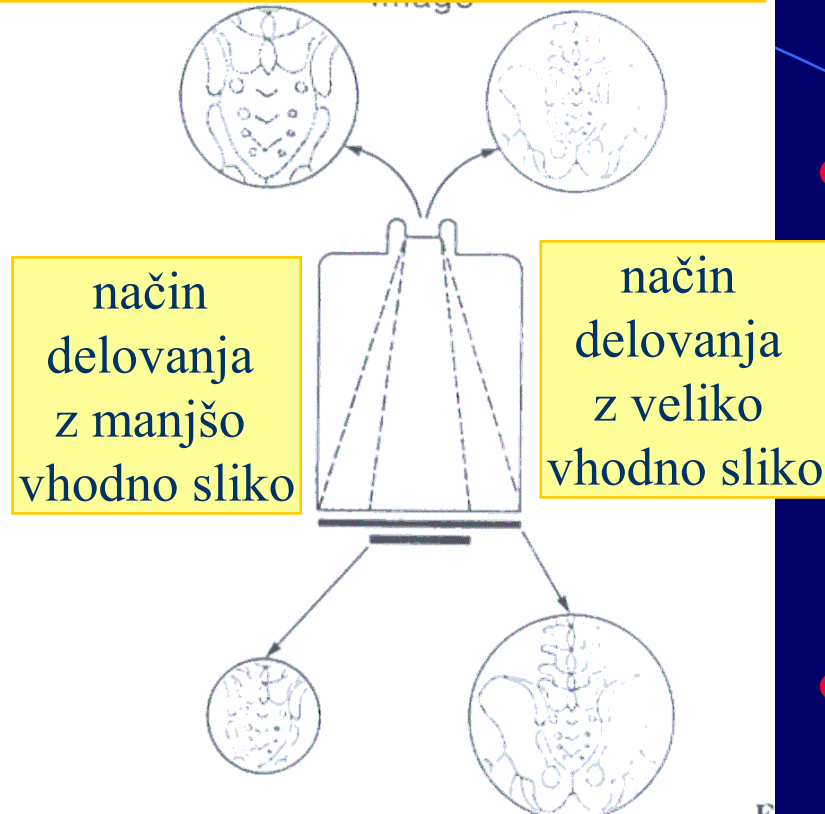 način
delovanja
z manjšo
vhodno sliko
način
delovanja
z veliko
vhodno sliko